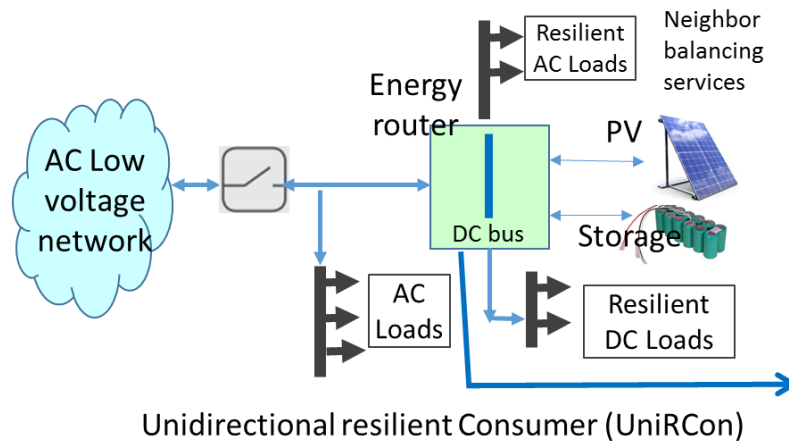 Resilient
AC Loads
Neighbor
balancing
services
Energy
router
PV
AC Low
voltage
network
DC bus
Storage
AC
Loads
Resilient
DC Loads
Unidirectional resilient Consumer (UniRCon)